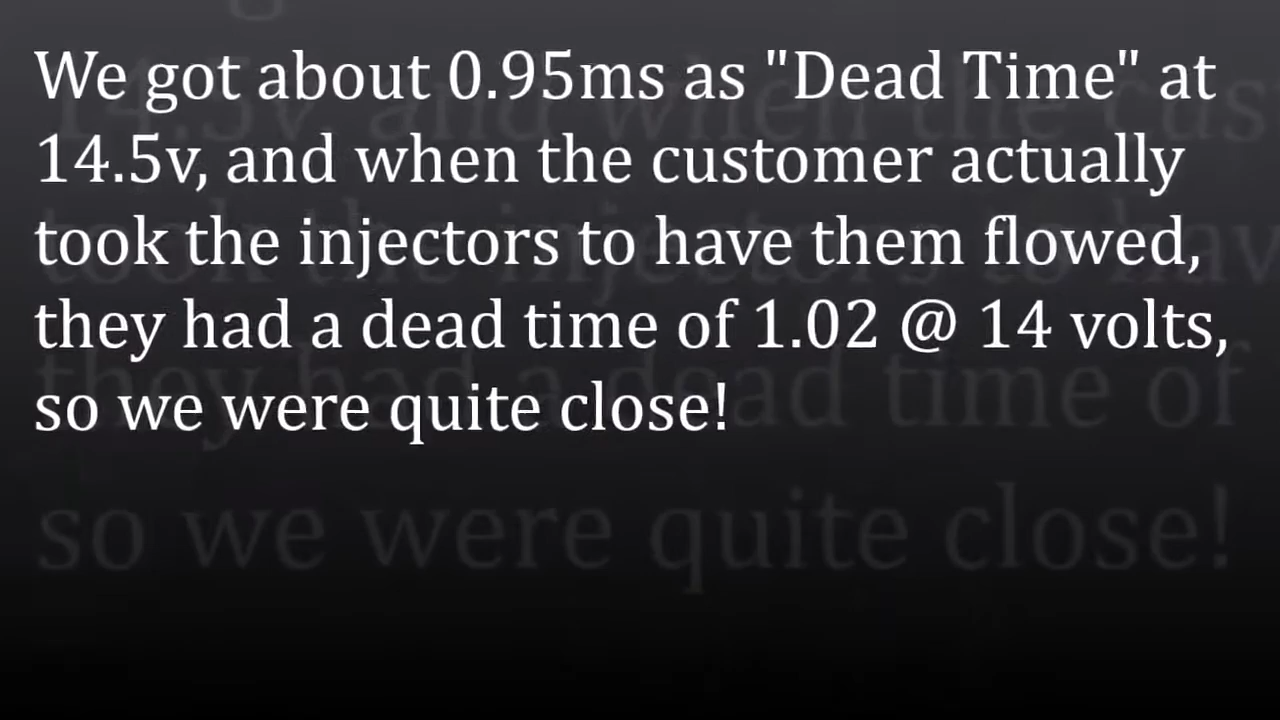 We got about 0.95ms as "Dead Time" at
14.5v, and when the customer actually
took the injectors to have them flowed,
they had a dead time of 1.02 @ 14 volts,
so we were quite close!